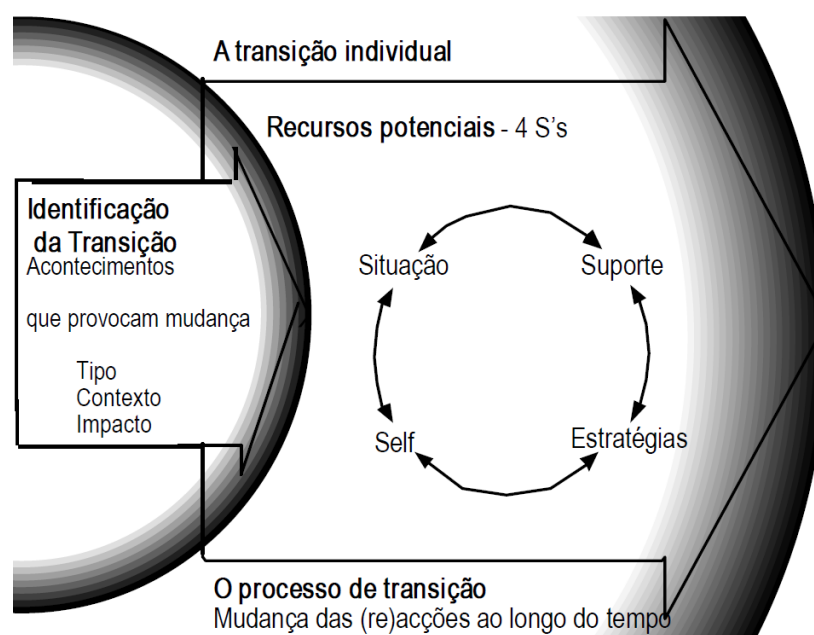 A transição individual
Recursos potenciais - 4 S's
Identificação
da Transição
Acontecimentos
que provocam mudança
Tipo
Contexto
Impacto
Situação
Suporte
Self
Estratégias
O processo de transição
Mudança das (re)acções ao longo do tempo